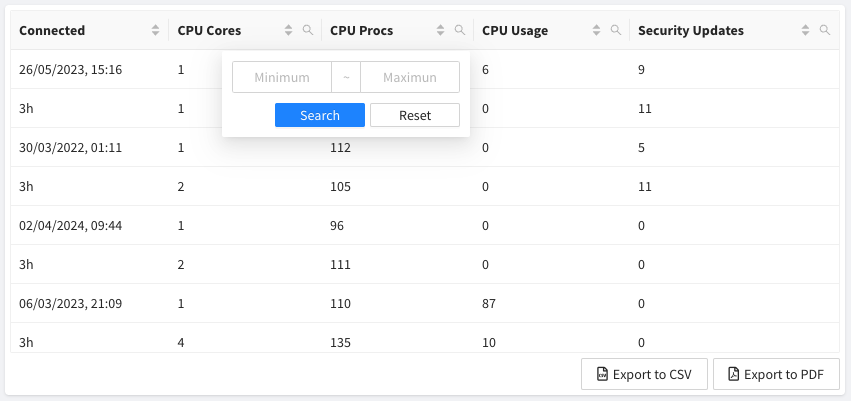 Connected CPU Cores CPU Procs CPU Usage Security Updates
26/05/2023, 15:16 1 6 9
Minimum ~ Maximun
3h 1 0 11
Search Reset
30/03/2022, 01:11 1 112 0 5
3h 2 105 0 11
02/04/2024, 09:44 1 96 0 0
3h 2 111 0 0
06/03/2023, 21:09 1 110 87 0
3h 4 135 10 0
Export to CSV Export to PDF